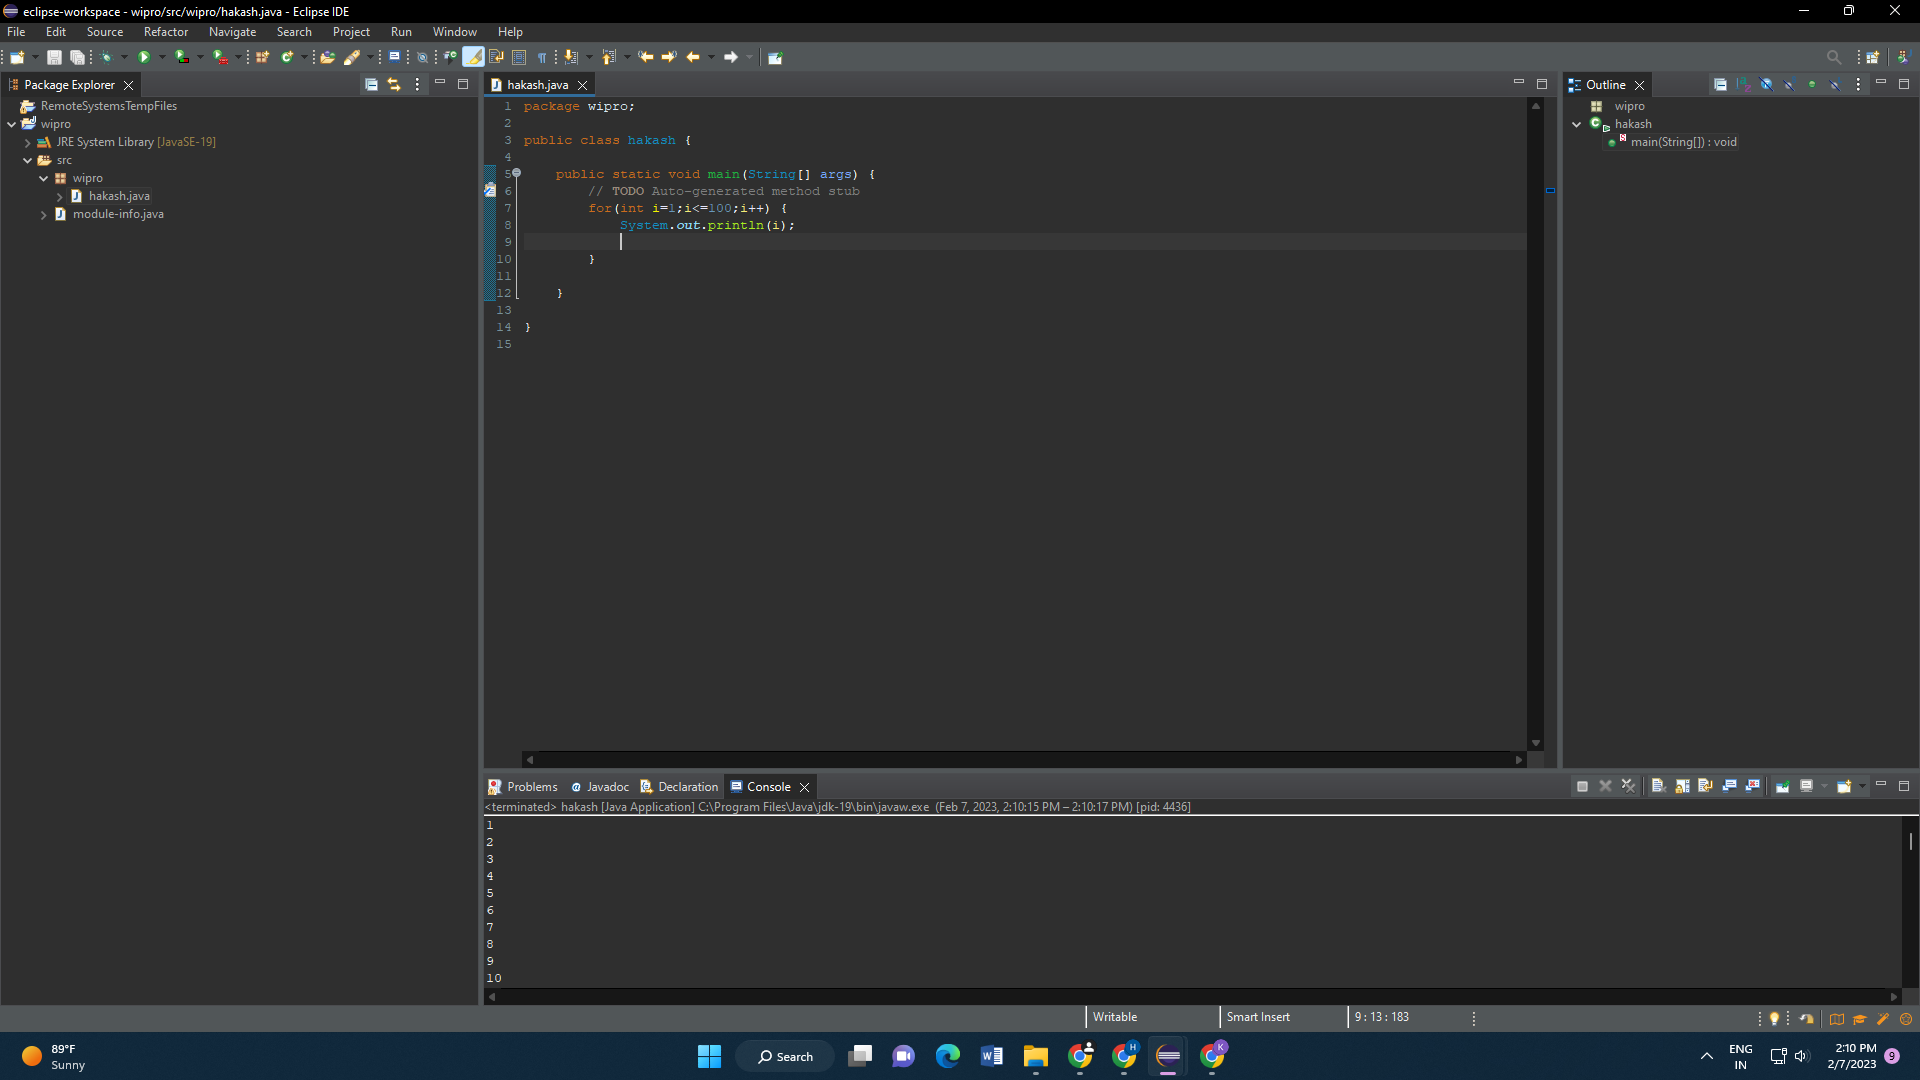 eclipse-workspace - wipro/src/wipro/hakash.java - Eclipse IDE
File Edit Source Refactor Navigate Search Project Run Window Help
Package Explorer
RemoteSystemsTempFiles
wipro
JRE System Library [JavaSE-19]
src
wipro
hakash.java
module-info.java
hakash.java
1 package wipro;
2
3 public class hakash {
4
5 public static void main(String[] args) {
6 // TODO Auto-generated method stub
7 for(int i=1;i<=100;i++) {
8 System.out.println(i);
9
10 }
11
12 }
13
14 }
15
Outline
wipro
hakash
main(String[]) : void
Problems Javadoc Declaration Console
<terminated> hakash [Java Application] C:\Program Files\Java\jdk-19\bin\javaw.exe (Feb 7, 2023, 2:10:15 PM – 2:10:17 PM) [pid: 4436]
1
2
3
4
5
6
7
8
9
10
Writable Smart Insert 9 : 13 : 183
89°F
Sunny
Search
H
K
ENG
IN
2:10 PM
2/7/2023
9